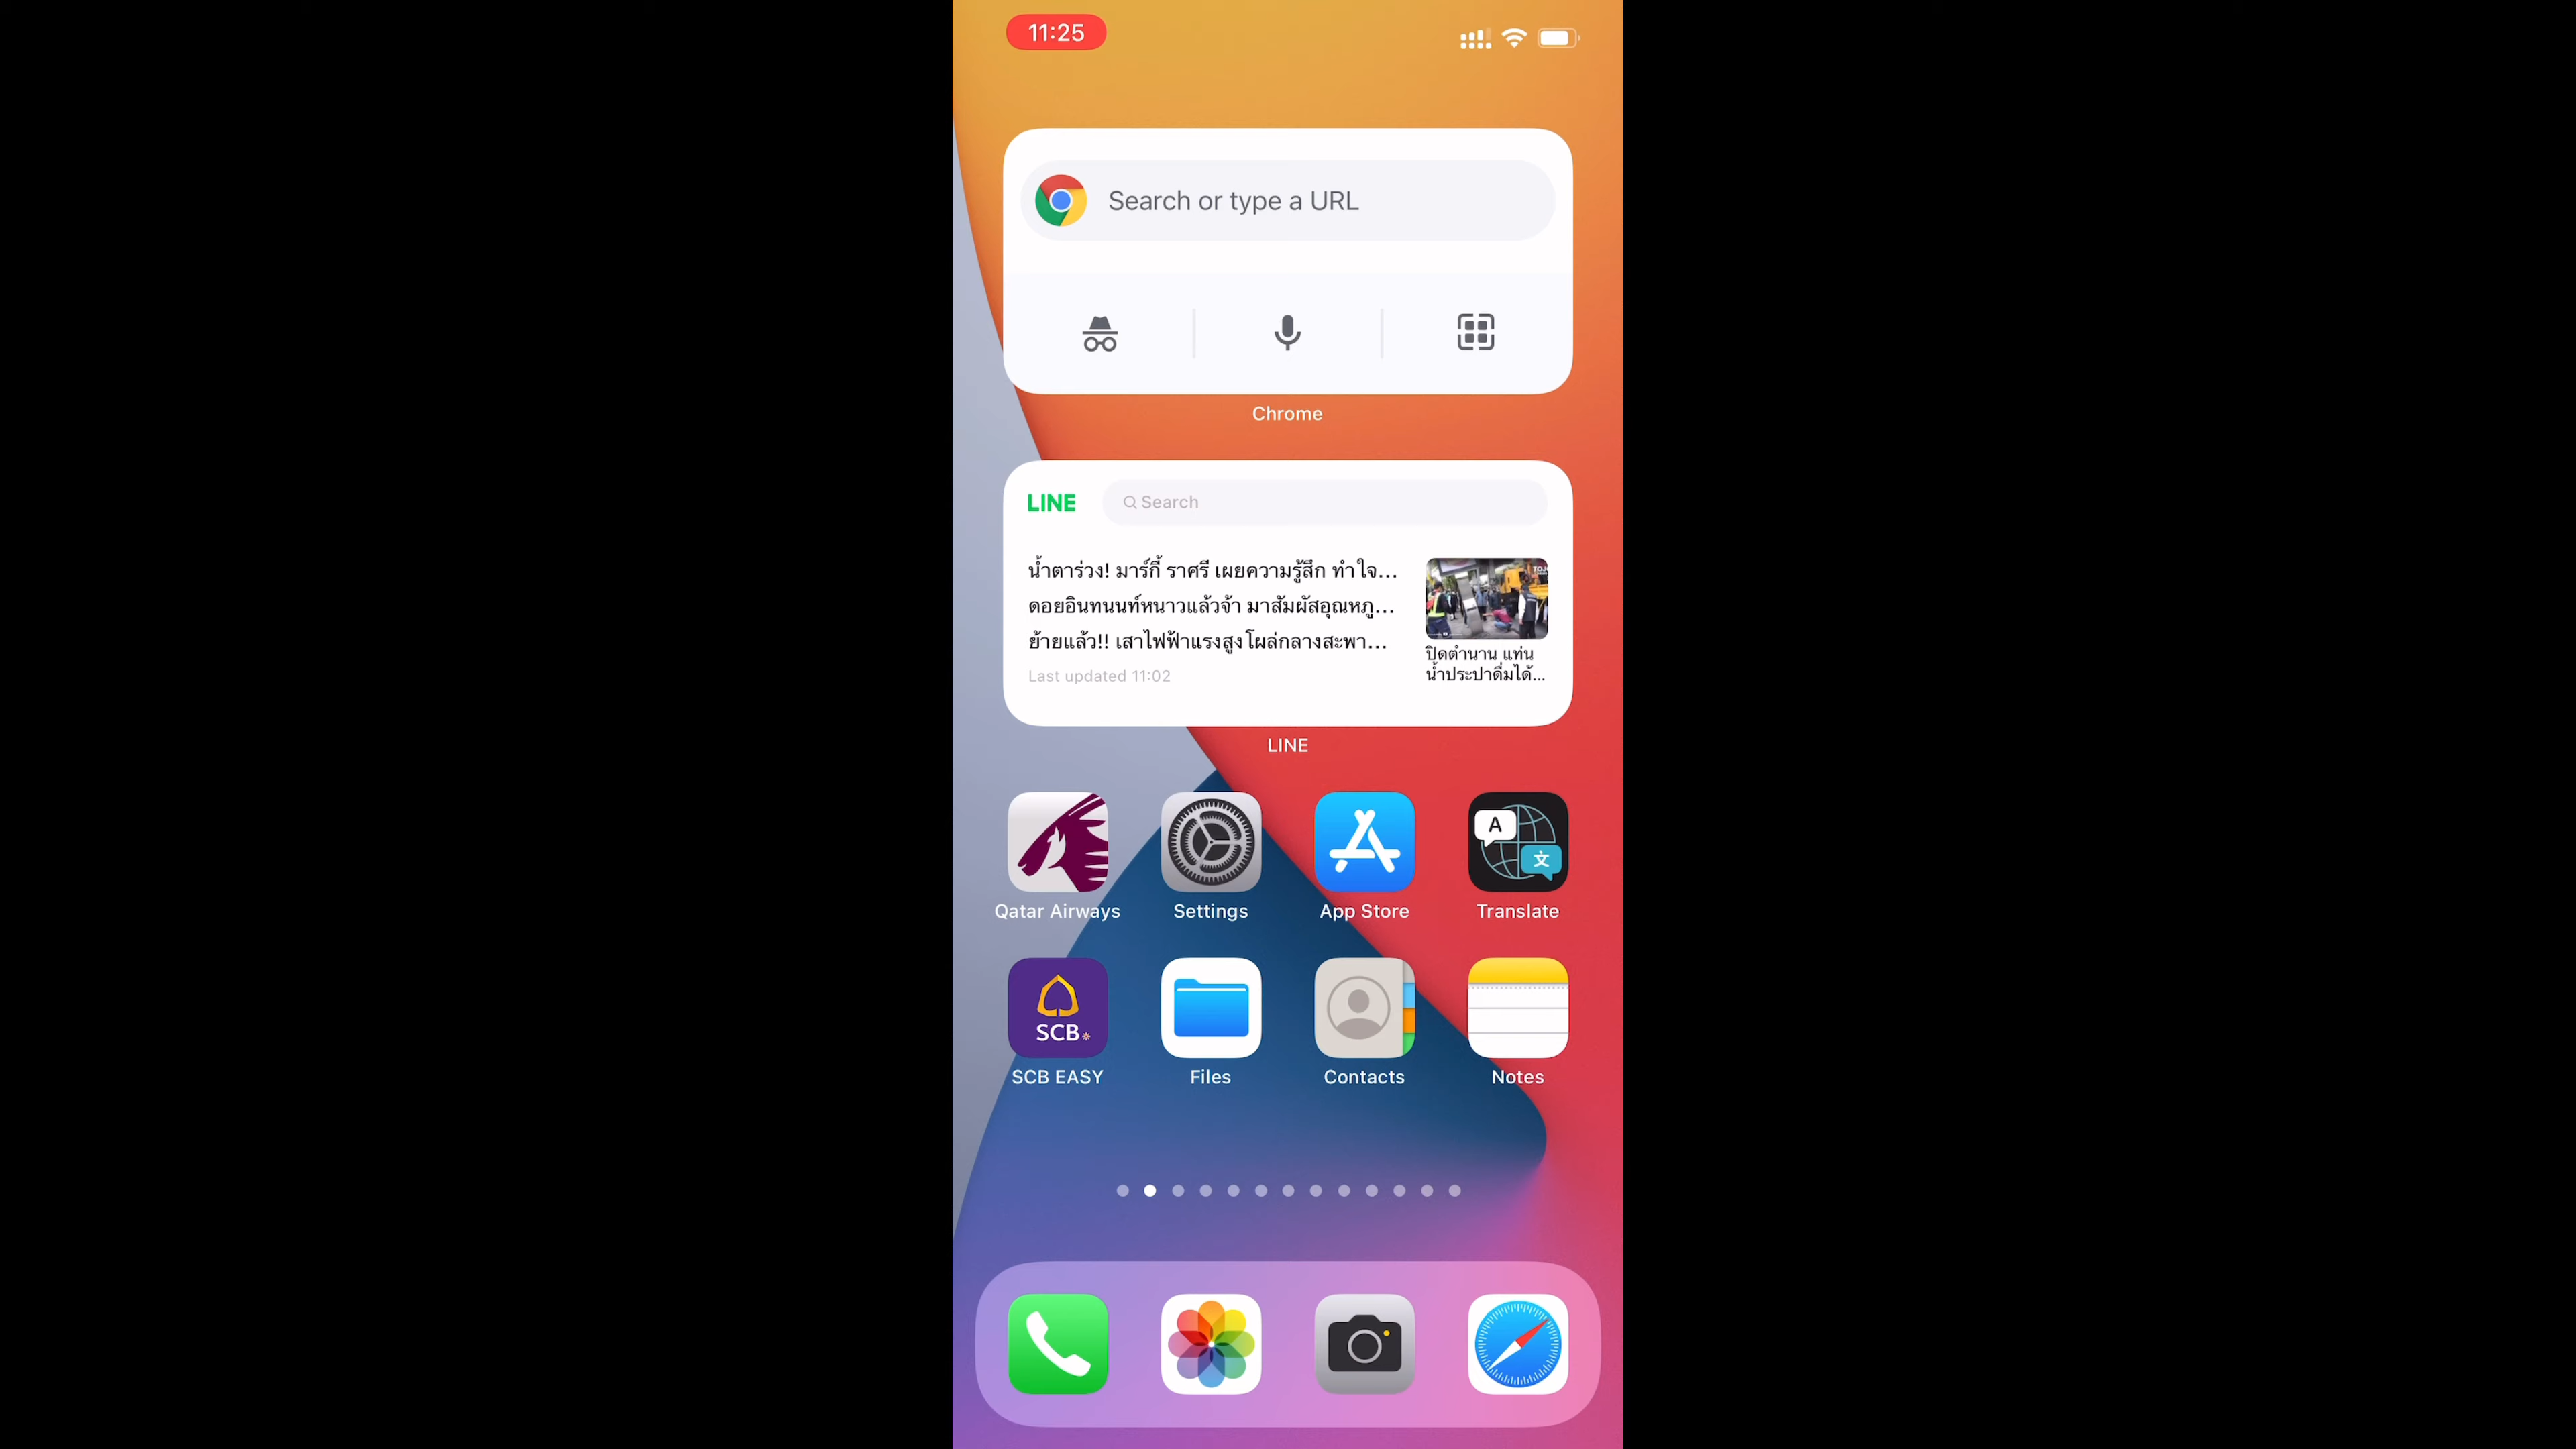 11:25
Search or type a URL
Chrome
LINE
Search
น้ำตาร่วง! มาร์กี้ ราศรี เผยความรู้สึก ทำใจ...
ดอยอินทนนท์หนาวแล้วจ้า มาสัมผัสอุณหภู...
ย้ายแล้ว!! เสาไฟฟ้าแรงสูงโผล่กลางสะพา...
Last updated 11:02
ปิดตำนาน แท่น
น้ำประปาดื่มได้...
LINE
A
文
Qatar Airways
Settings
App Store
Translate
SCB
SCB EASY
Files
Contacts
Notes